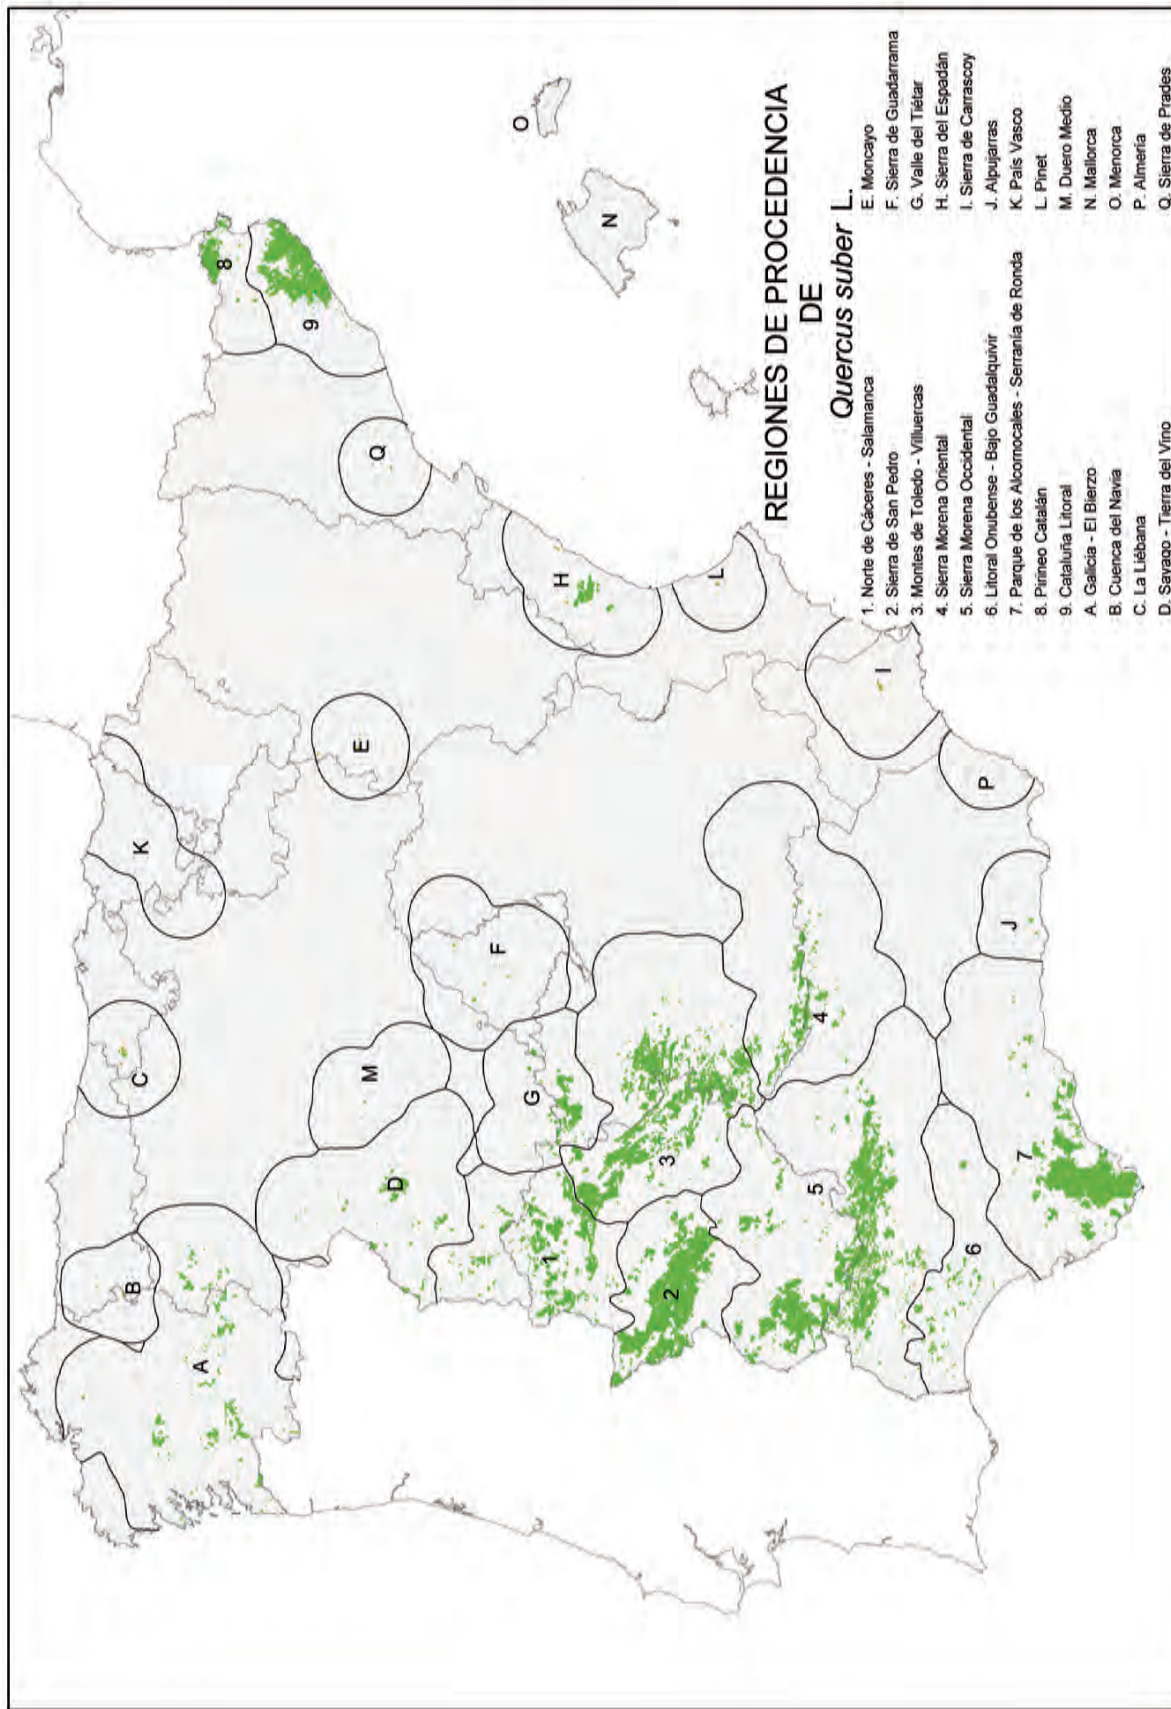 REGIONES DE PROCEDENCIA
DE
Quercus suber L.
1. Norte de Cáceres - Salamanca
2. Sierra de San Pedro
3. Montes de Toledo - Villuercas
4. Sierra Morena Oriental
5. Sierra Morena Occidental
6. Litoral Onubense - Bajo Guadalquivir
7. Parque de los Alcornocales - Serranía de Ronda
8. Pirineo Catalán
9. Cataluña Litoral
A. Galicia - El Bierzo
B. Cuenca del Navia
C. La Liébana
D. Sayago - Tierra del Vino
E. Moncayo
F. Sierra de Guadarrama
G. Valle del Tiétar
H. Sierra del Espadán
I. Sierra de Carrascoy
J. Alpujarras
K. País Vasco
L. Pinet
M. Duero Medio
N. Mallorca
O. Menorca
P. Almería
Q. Sierra de Prades
A
B
C
K
E
Q
8
9
O
N
D
M
F
G
H
L
1
3
2
5
4
I
P
J
6
7